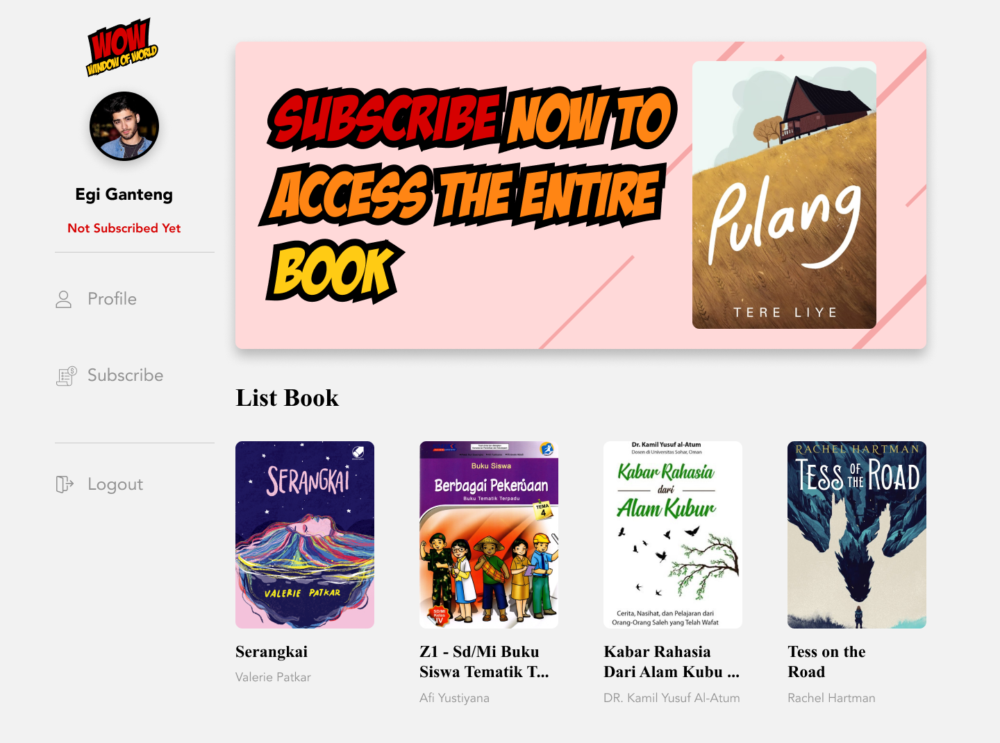 WOW
WINDOW OF WORLD
Egi Ganteng
Not Subscribed Yet
Profile
Subscribe
Logout
SUBSCRIBE NOW TO
ACCESS THE ENTIRE
BOOK
Pulang
TERE LIYE
List Book
SERANGKAI
VALERIE PATKAR
Serangkai
Valerie Patkar
Buku Siswa
Berbagai Pekerjaan
Buku Tematik Terpadu
TEMA
4
SD/MI
Kelas
IV
Z1 - Sd/Mi Buku
Siswa Tematik T...
Afi Yustiyana
Dr. Kamil Yusuf al-Atum
Dosen di Universitas Sohar, Oman
Kabar Rahasia
dari
Alam Kubur
Cerita, Nasihat, dan Pelajaran dari
Orang-Orang Saleh yang Telah Wafat
Kabar Rahasia
Dari Alam Kubu ...
DR. Kamil Yusuf Al-Atum
RACHEL HARTMAN
TESS OF THE ROAD
Tess on the
Road
Rachel Hartman